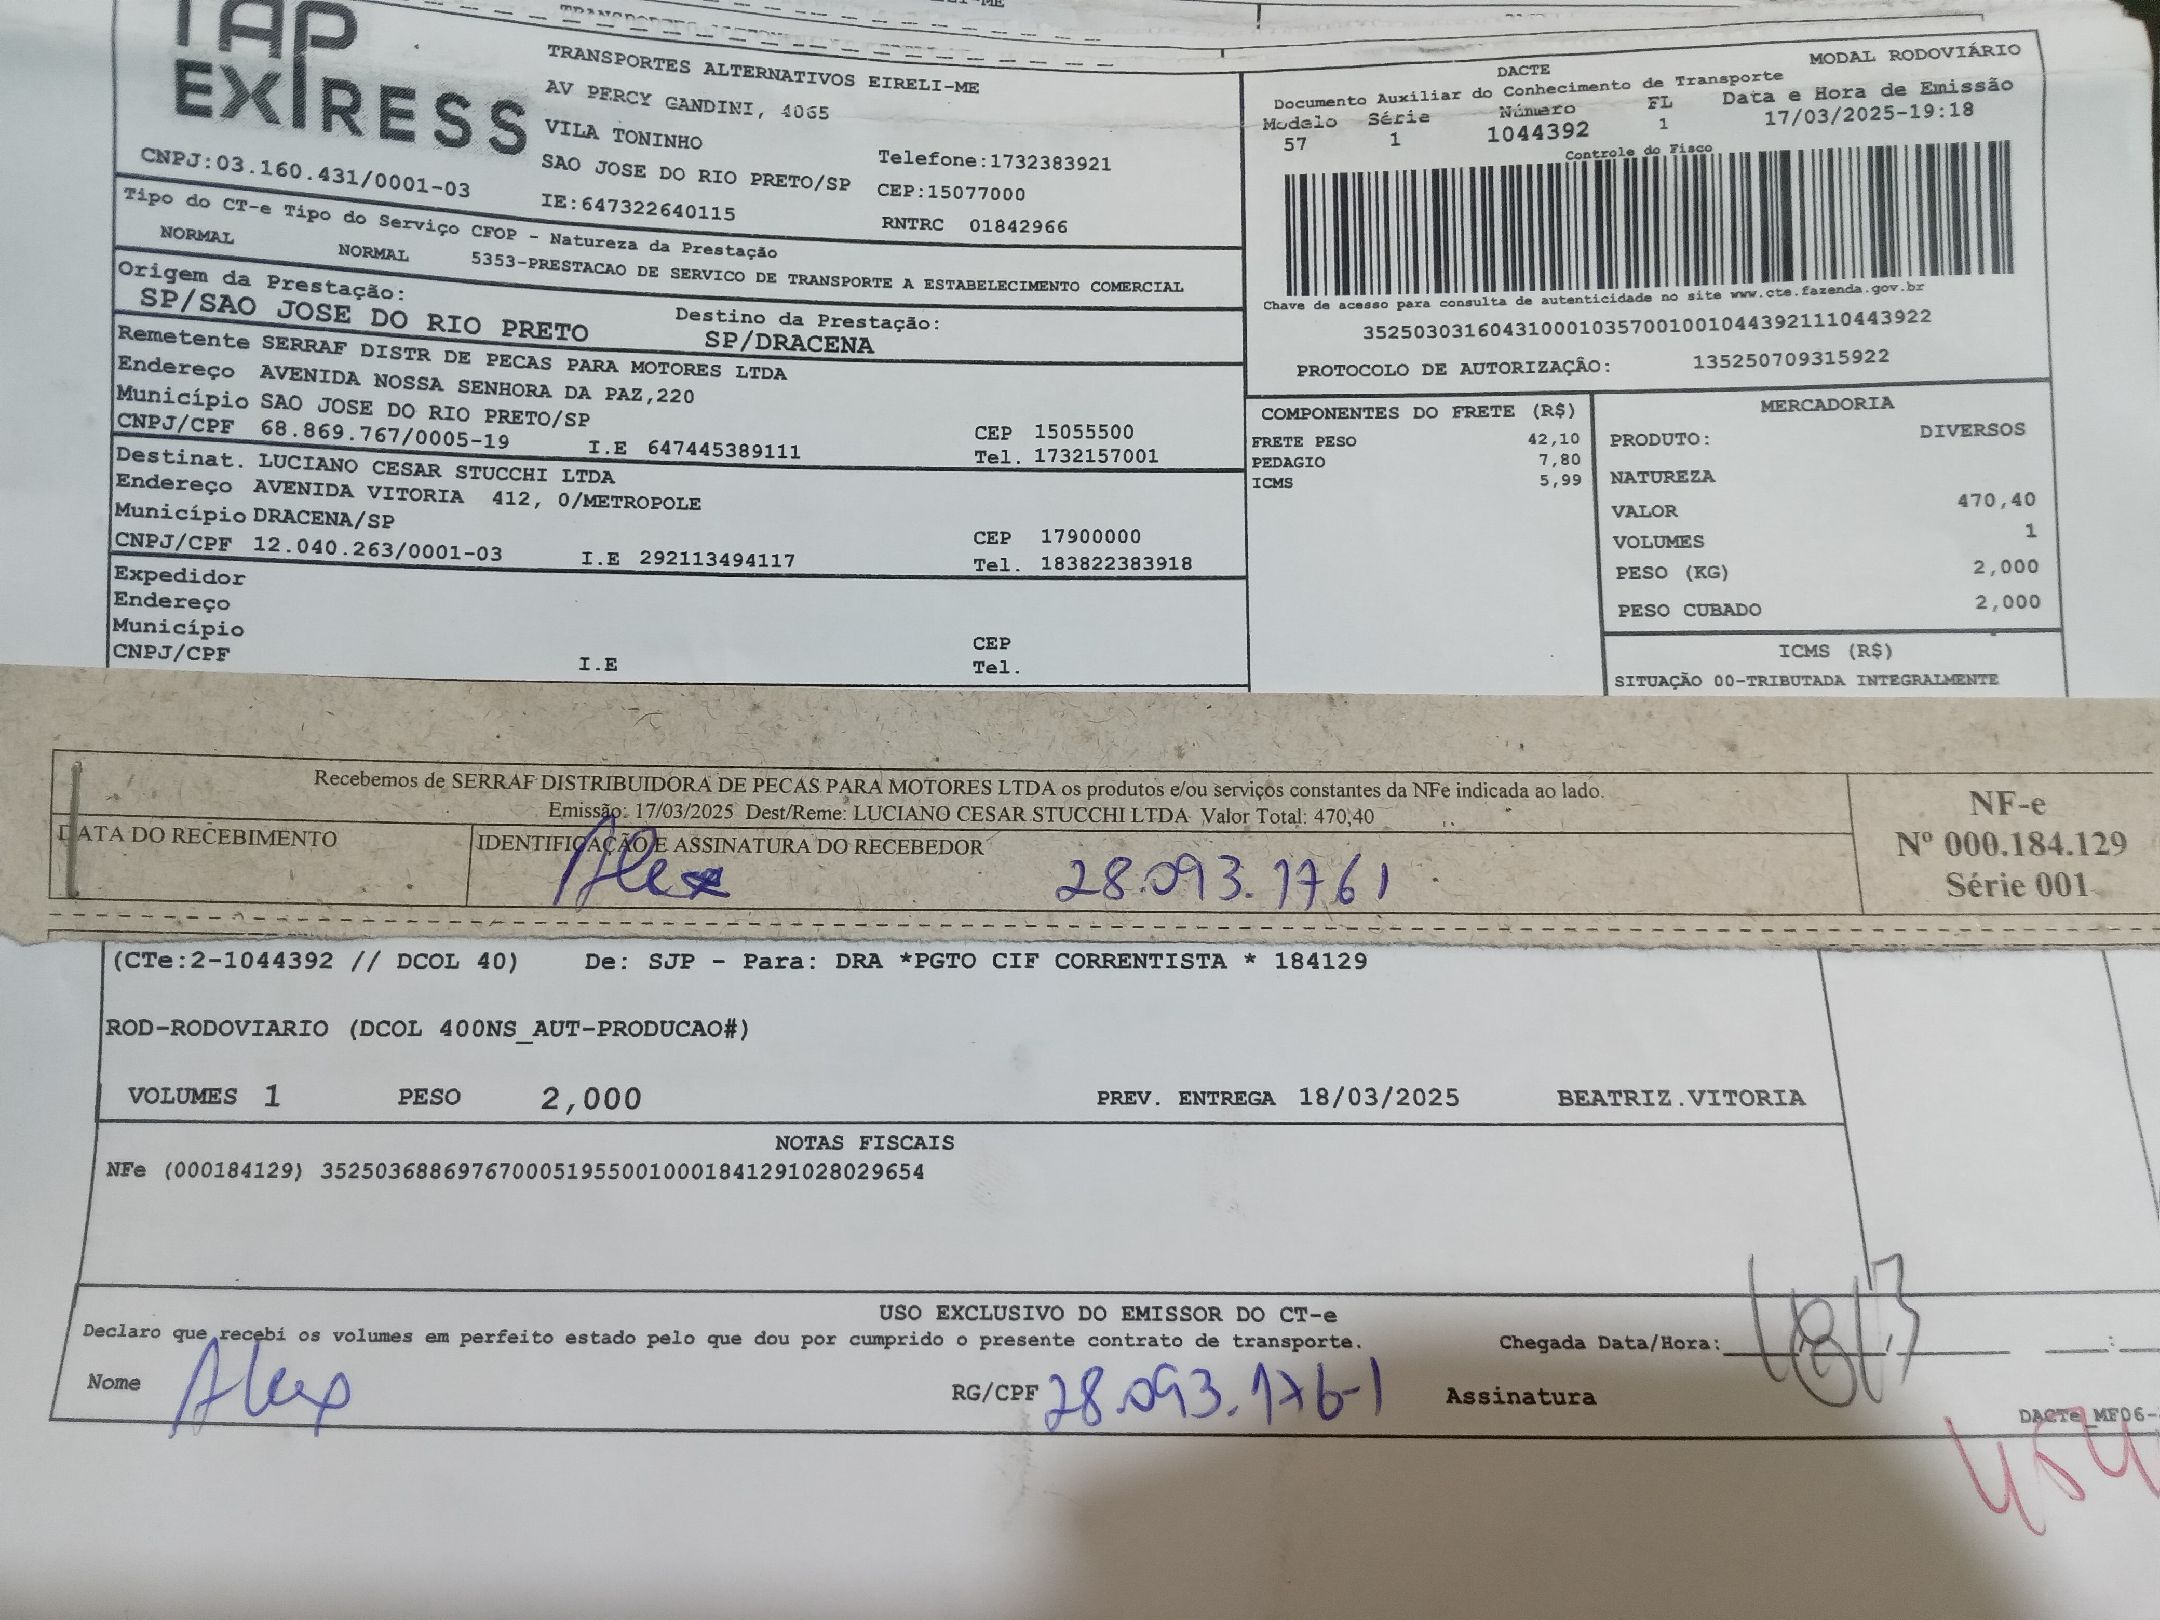 TAP
EXPRESS
TRANSPORTES ALTERNATIVOS EIRELI-ME
AV PERCY GANDINI, 4065
VILA TONINHO
SAO JOSE DO RIO PRETO/SP
IE:647322640115
Telefone:1732383921
CEP:15077000
RNTRC 01842966
CNPJ:03.160.431/0001-03
DACTE
MODAL RODOVIÁRIO
Documento Auxiliar do Conhecimento de Transporte
Modelo Série Número FL Data e Hora de Emissão
57 1 1044392 1 17/03/2025-19:18
Controle do Fisco
Chave de acesso para consulta de autenticidade no site www.cte.fazenda.gov.br
35250303160431000103570010010443921110443922
PROTOCOLO DE AUTORIZAÇÂO: 135250709315922
Tipo do CT-e Tipo do Serviço CFOP - Natureza da Prestação
NORMAL NORMAL 5353-PRESTACAO DE SERVICO DE TRANSPORTE A ESTABELECIMENTO COMERCIAL
Origem da Prestação:
SP/SAO JOSE DO RIO PRETO
Destino da Prestação:
SP/DRACENA
Remetente SERRAF DISTR DE PECAS PARA MOTORES LTDA
Endereço AVENIDA NOSSA SENHORA DA PAZ,220
Município SAO JOSE DO RIO PRETO/SP CEP 15055500
CNPJ/CPF 68.869.767/0005-19 I.E 647445389111 Tel. 1732157001
Destinat. LUCIANO CESAR STUCCHI LTDA
Endereço AVENIDA VITORIA 412, 0/METROPOLE
Município DRACENA/SP CEP 17900000
CNPJ/CPF 12.040.263/0001-03 I.E 292113494117 Tel. 183822383918
Expedidor
Endereço
Município CEP
CNPJ/CPF I.E Tel.
COMPONENTES DO FRETE (R$)
FRETE PESO 42,10
PEDAGIO 7,80
ICMS 5,99
MERCADORIA
PRODUTO: DIVERSOS
NATUREZA
VALOR 470,40
VOLUMES 1
PESO (KG) 2,000
PESO CUBADO 2,000
ICMS (R$)
SITUAÇÃO 00-TRIBUTADA INTEGRALMENTE
Recebemos de SERRAF DISTRIBUIDORA DE PECAS PARA MOTORES LTDA os produtos e/ou serviços constantes da NFe indicada ao lado.
Emissão: 17/03/2025 Dest/Reme: LUCIANO CESAR STUCCHI LTDA Valor Total: 470,40
DATA DO RECEBIMENTO
IDENTIFICAÇÃO E ASSINATURA DO RECEBEDOR
Alex 28.093.1761
NF-e
Nº 000.184.129
Série 001
(CTe:2-1044392 // DCOL 40) De: SJP - Para: DRA *PGTO CIF CORRENTISTA * 184129
ROD-RODOVIARIO (DCOL 400NS_AUT-PRODUCAO#)
VOLUMES 1 PESO 2,000 PREV. ENTREGA 18/03/2025 BEATRIZ.VITORIA
NOTAS FISCAIS
NFe (000184129) 35250368869767000519550010001841291028029654
USO EXCLUSIVO DO EMISSOR DO CT-e
Declaro que recebi os volumes em perfeito estado pelo que dou por cumprido o presente contrato de transporte.
Chegada Data/Hora: 18/3
Nome Alex RG/CPF 28.093.176-1 Assinatura
DACTe_MF06-